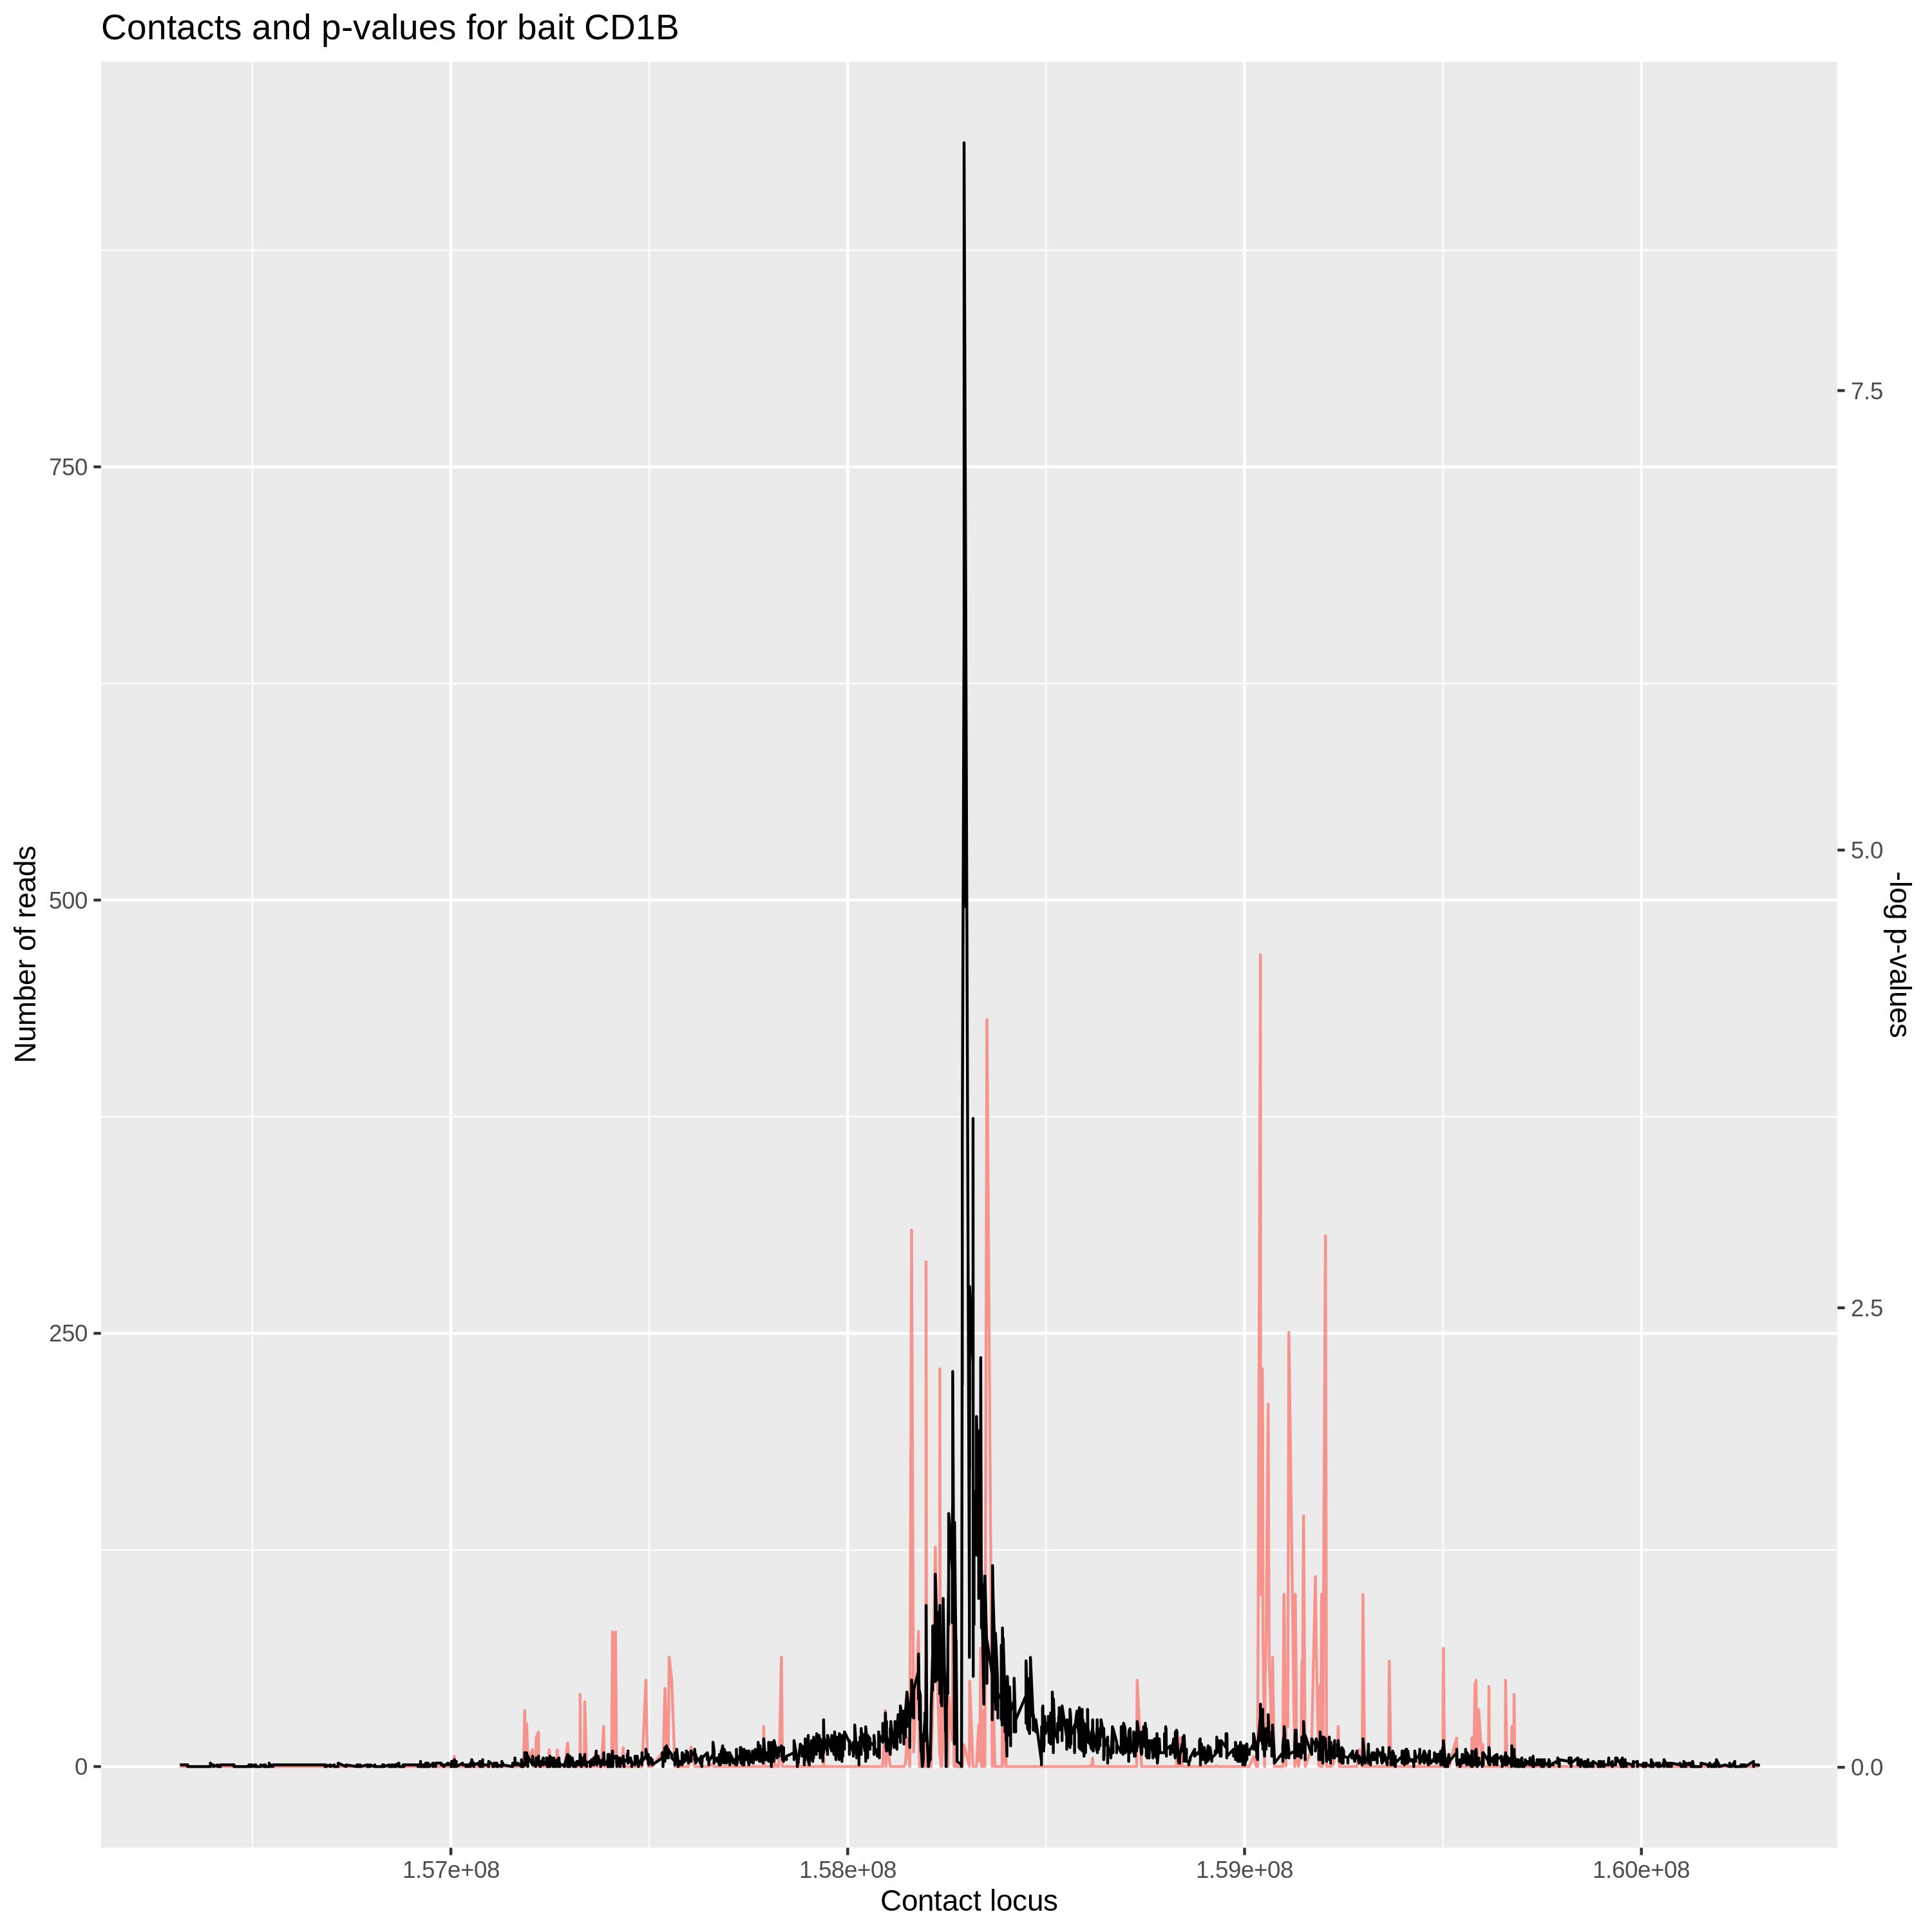 Contacts and p-values for bait CD1B
Number of reads
750
500
250
0
7.5
5.0
2.5
0.0
-log p-values
1.57e+08
1.58e+08
1.59e+08
1.60e+08
Contact locus